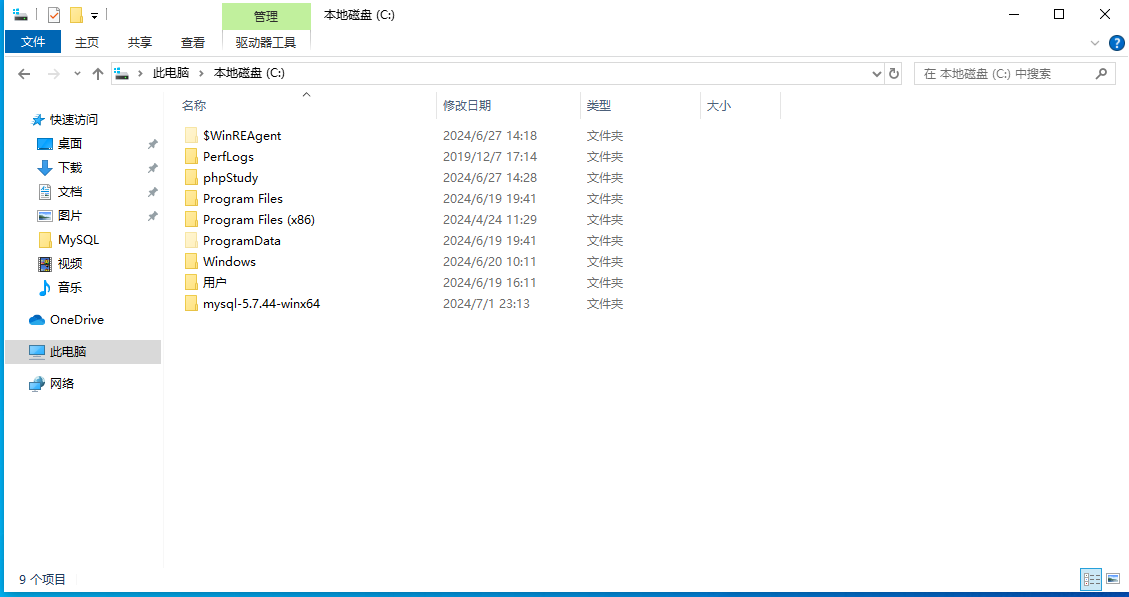 管理 本地磁盘 (C:)
文件 主页 共享 查看 驱动器工具
此电脑 本地磁盘 (C:) 在 本地磁盘 (C:) 中搜索
名称 修改日期 类型 大小
快速访问
桌面
下载
文档
图片
MySQL
视频
音乐
OneDrive
此电脑
网络
$WinREAgent 2024/6/27 14:18 文件夹
PerfLogs 2019/12/7 17:14 文件夹
phpStudy 2024/6/27 14:28 文件夹
Program Files 2024/6/19 19:41 文件夹
Program Files (x86) 2024/4/24 11:29 文件夹
ProgramData 2024/6/19 19:41 文件夹
Windows 2024/6/20 10:11 文件夹
用户 2024/6/19 16:11 文件夹
mysql-5.7.44-winx64 2024/7/1 23:13 文件夹
9 个项目